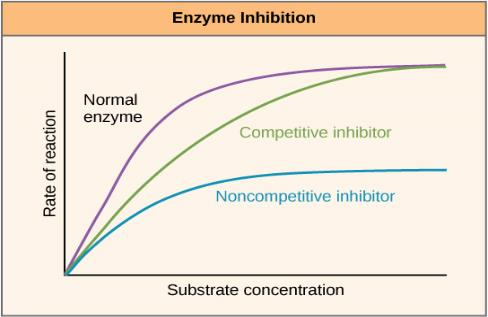 Enzyme Inhibition
Normal
enzyme
Competitive inhibitor
Noncompetitive inhibitor
Rate of reaction
Substrate concentration